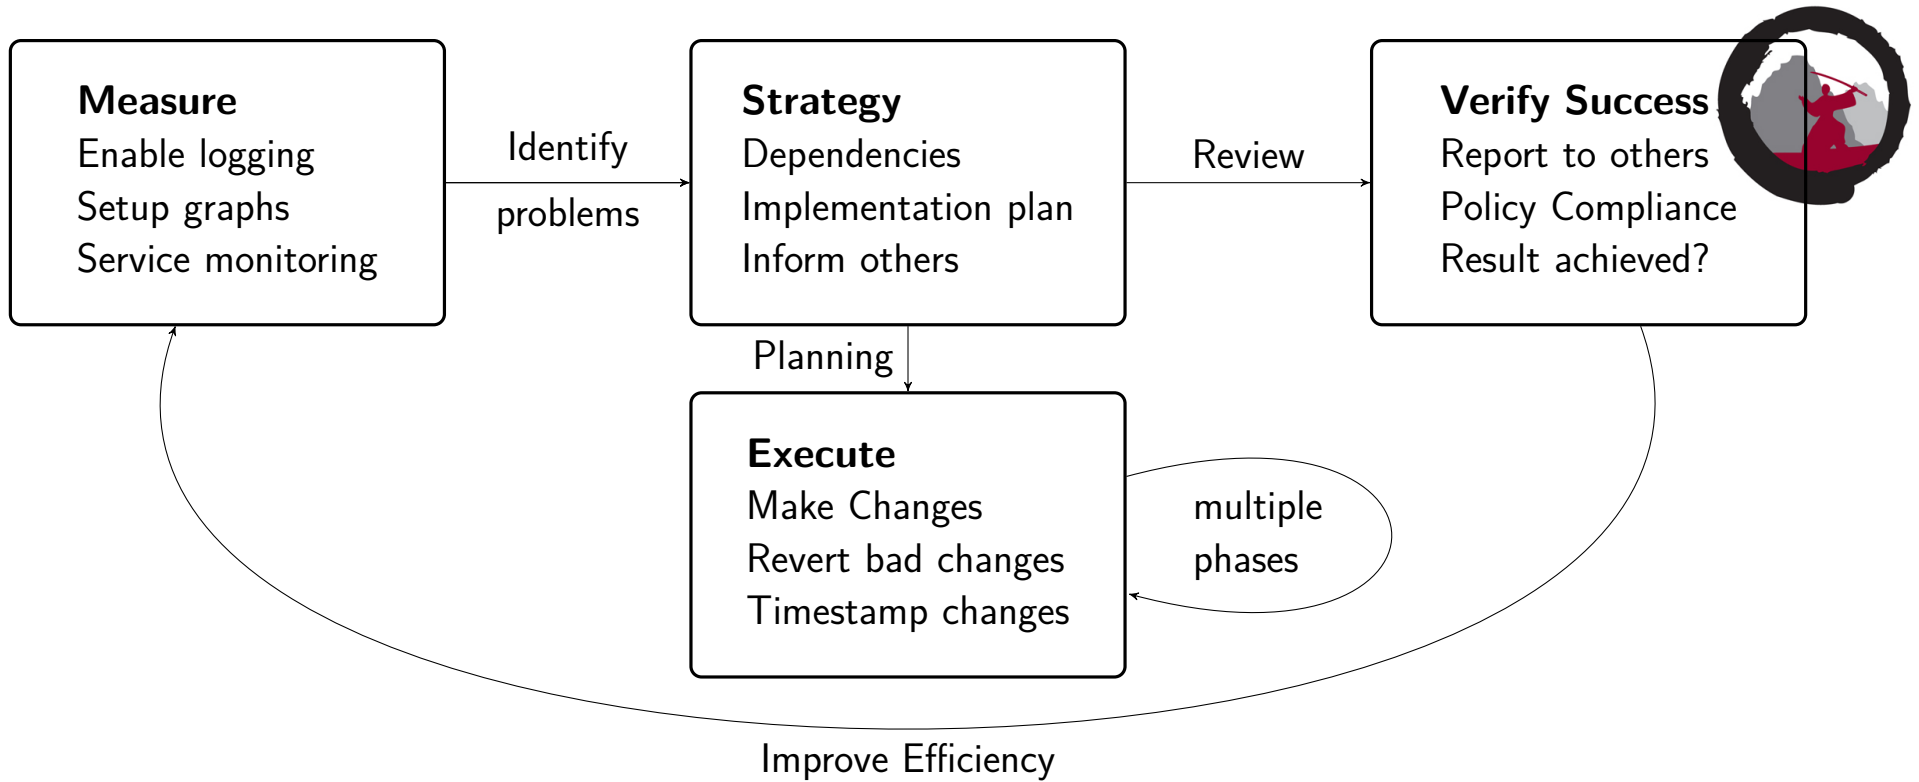 Measure
Enable logging
Setup graphs
Service monitoring
Identify
problems
Strategy
Dependencies
Implementation plan
Inform others
Review
Verify Success
Report to others
Policy Compliance
Result achieved?
Planning
Execute
Make Changes
Revert bad changes
Timestamp changes
multiple
phases
Improve Efficiency